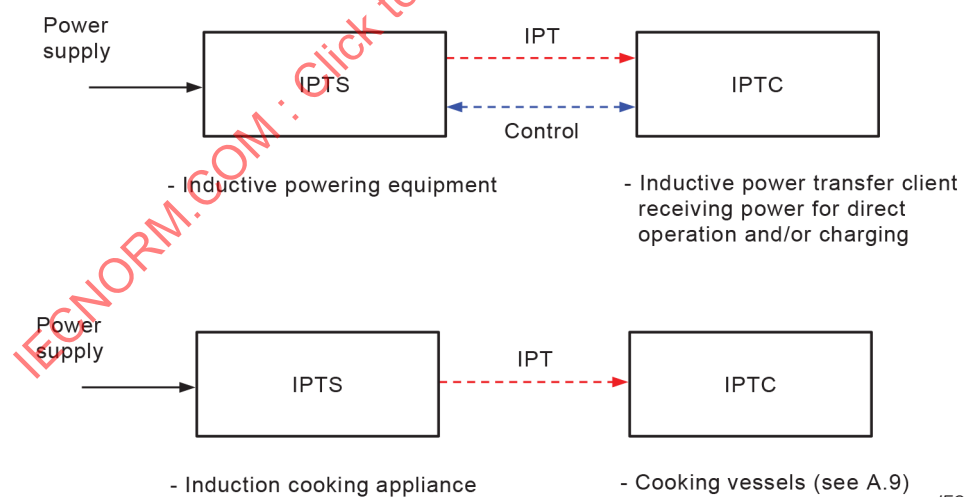 Power
supply
IPTS
IPT
Control
IPTC
- Inductive powering equipment
- Inductive power transfer client
receiving power for direct
operation and/or charging
IECNORM.COM : Click to
Power
supply
IPTS
IPT
IPTC
- Induction cooking appliance
- Cooking vessels (see A.9)